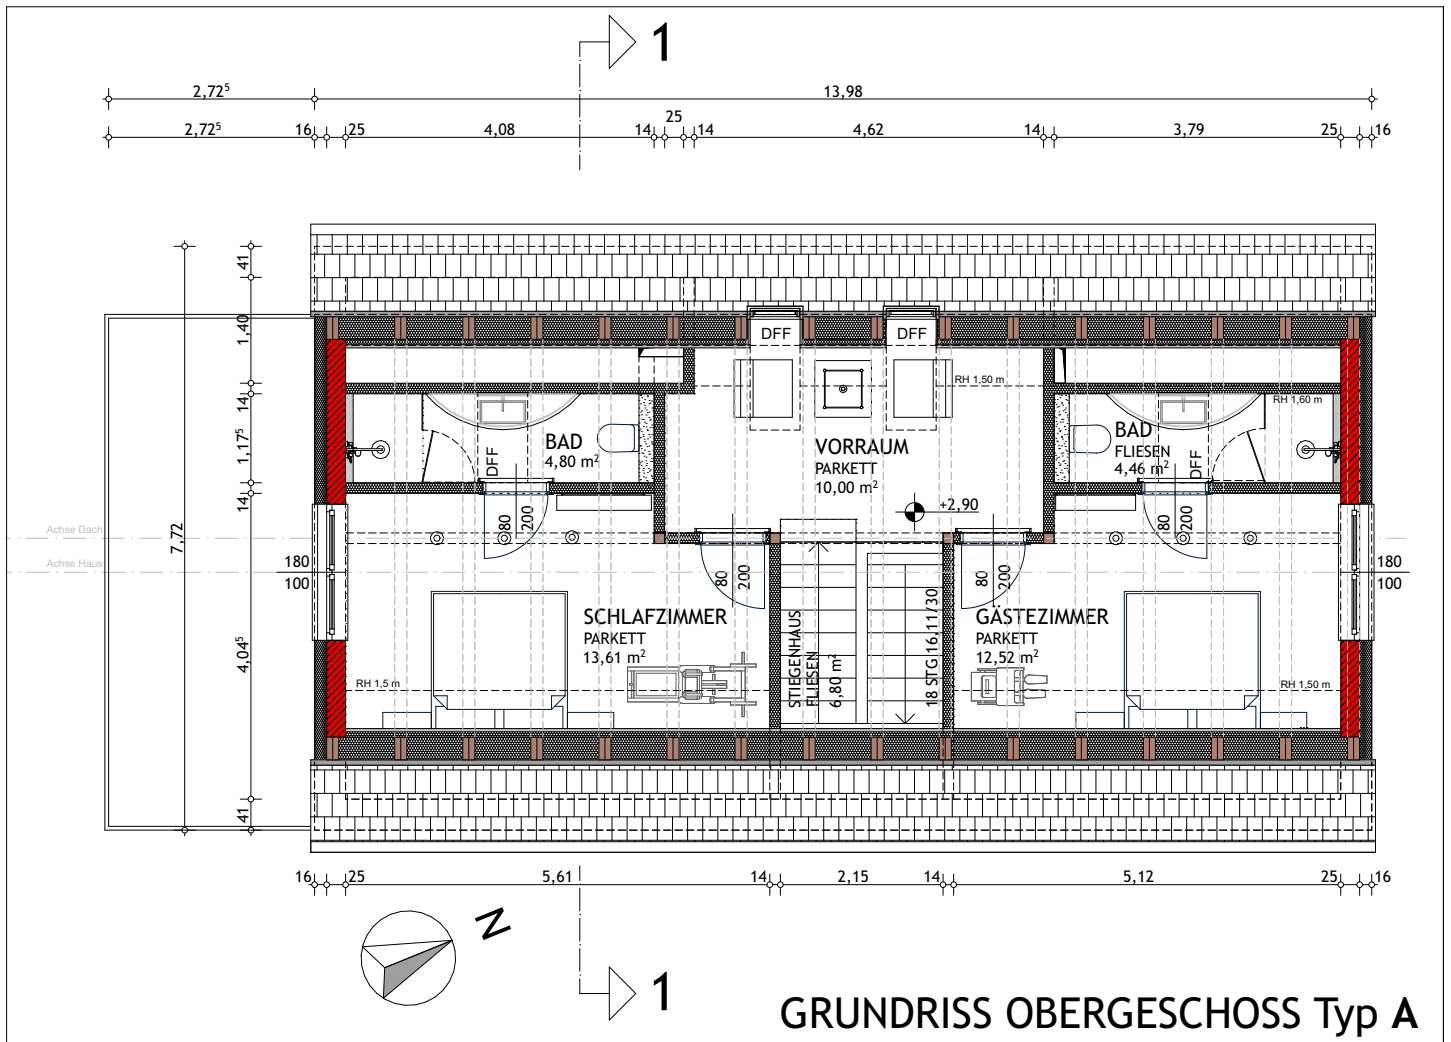 1
2,72⁵ 13,98
25
2,72⁵ 16 25 4,08 14 14 4,62 14 3,79 25 16
41
1,40
14
1,17⁵
14
7,72
4,04⁵
41
DFF
DFF
RH 1,50 m
RH 1,60 m
BAD
4,80 m²
DFF
VORRAUM
PARKETT
10,00 m²
BAD
FLIESEN
4,46 m²
DFF
+2,90
80
200
80
200
Achse Dach
Achse Haus
180
100
180
100
80
200
80
200
SCHLAFZIMMER
PARKETT
13,61 m²
STIEGENHAUS
FLIESEN
6,80 m²
18 STG 16,11/30
GÄSTEZIMMER
PARKETT
12,52 m²
RH 1,5 m
RH 1,50 m
16 25 5,61 14 2,15 14 5,12 25 16
N
1
GRUNDRISS OBERGESCHOSS Typ A